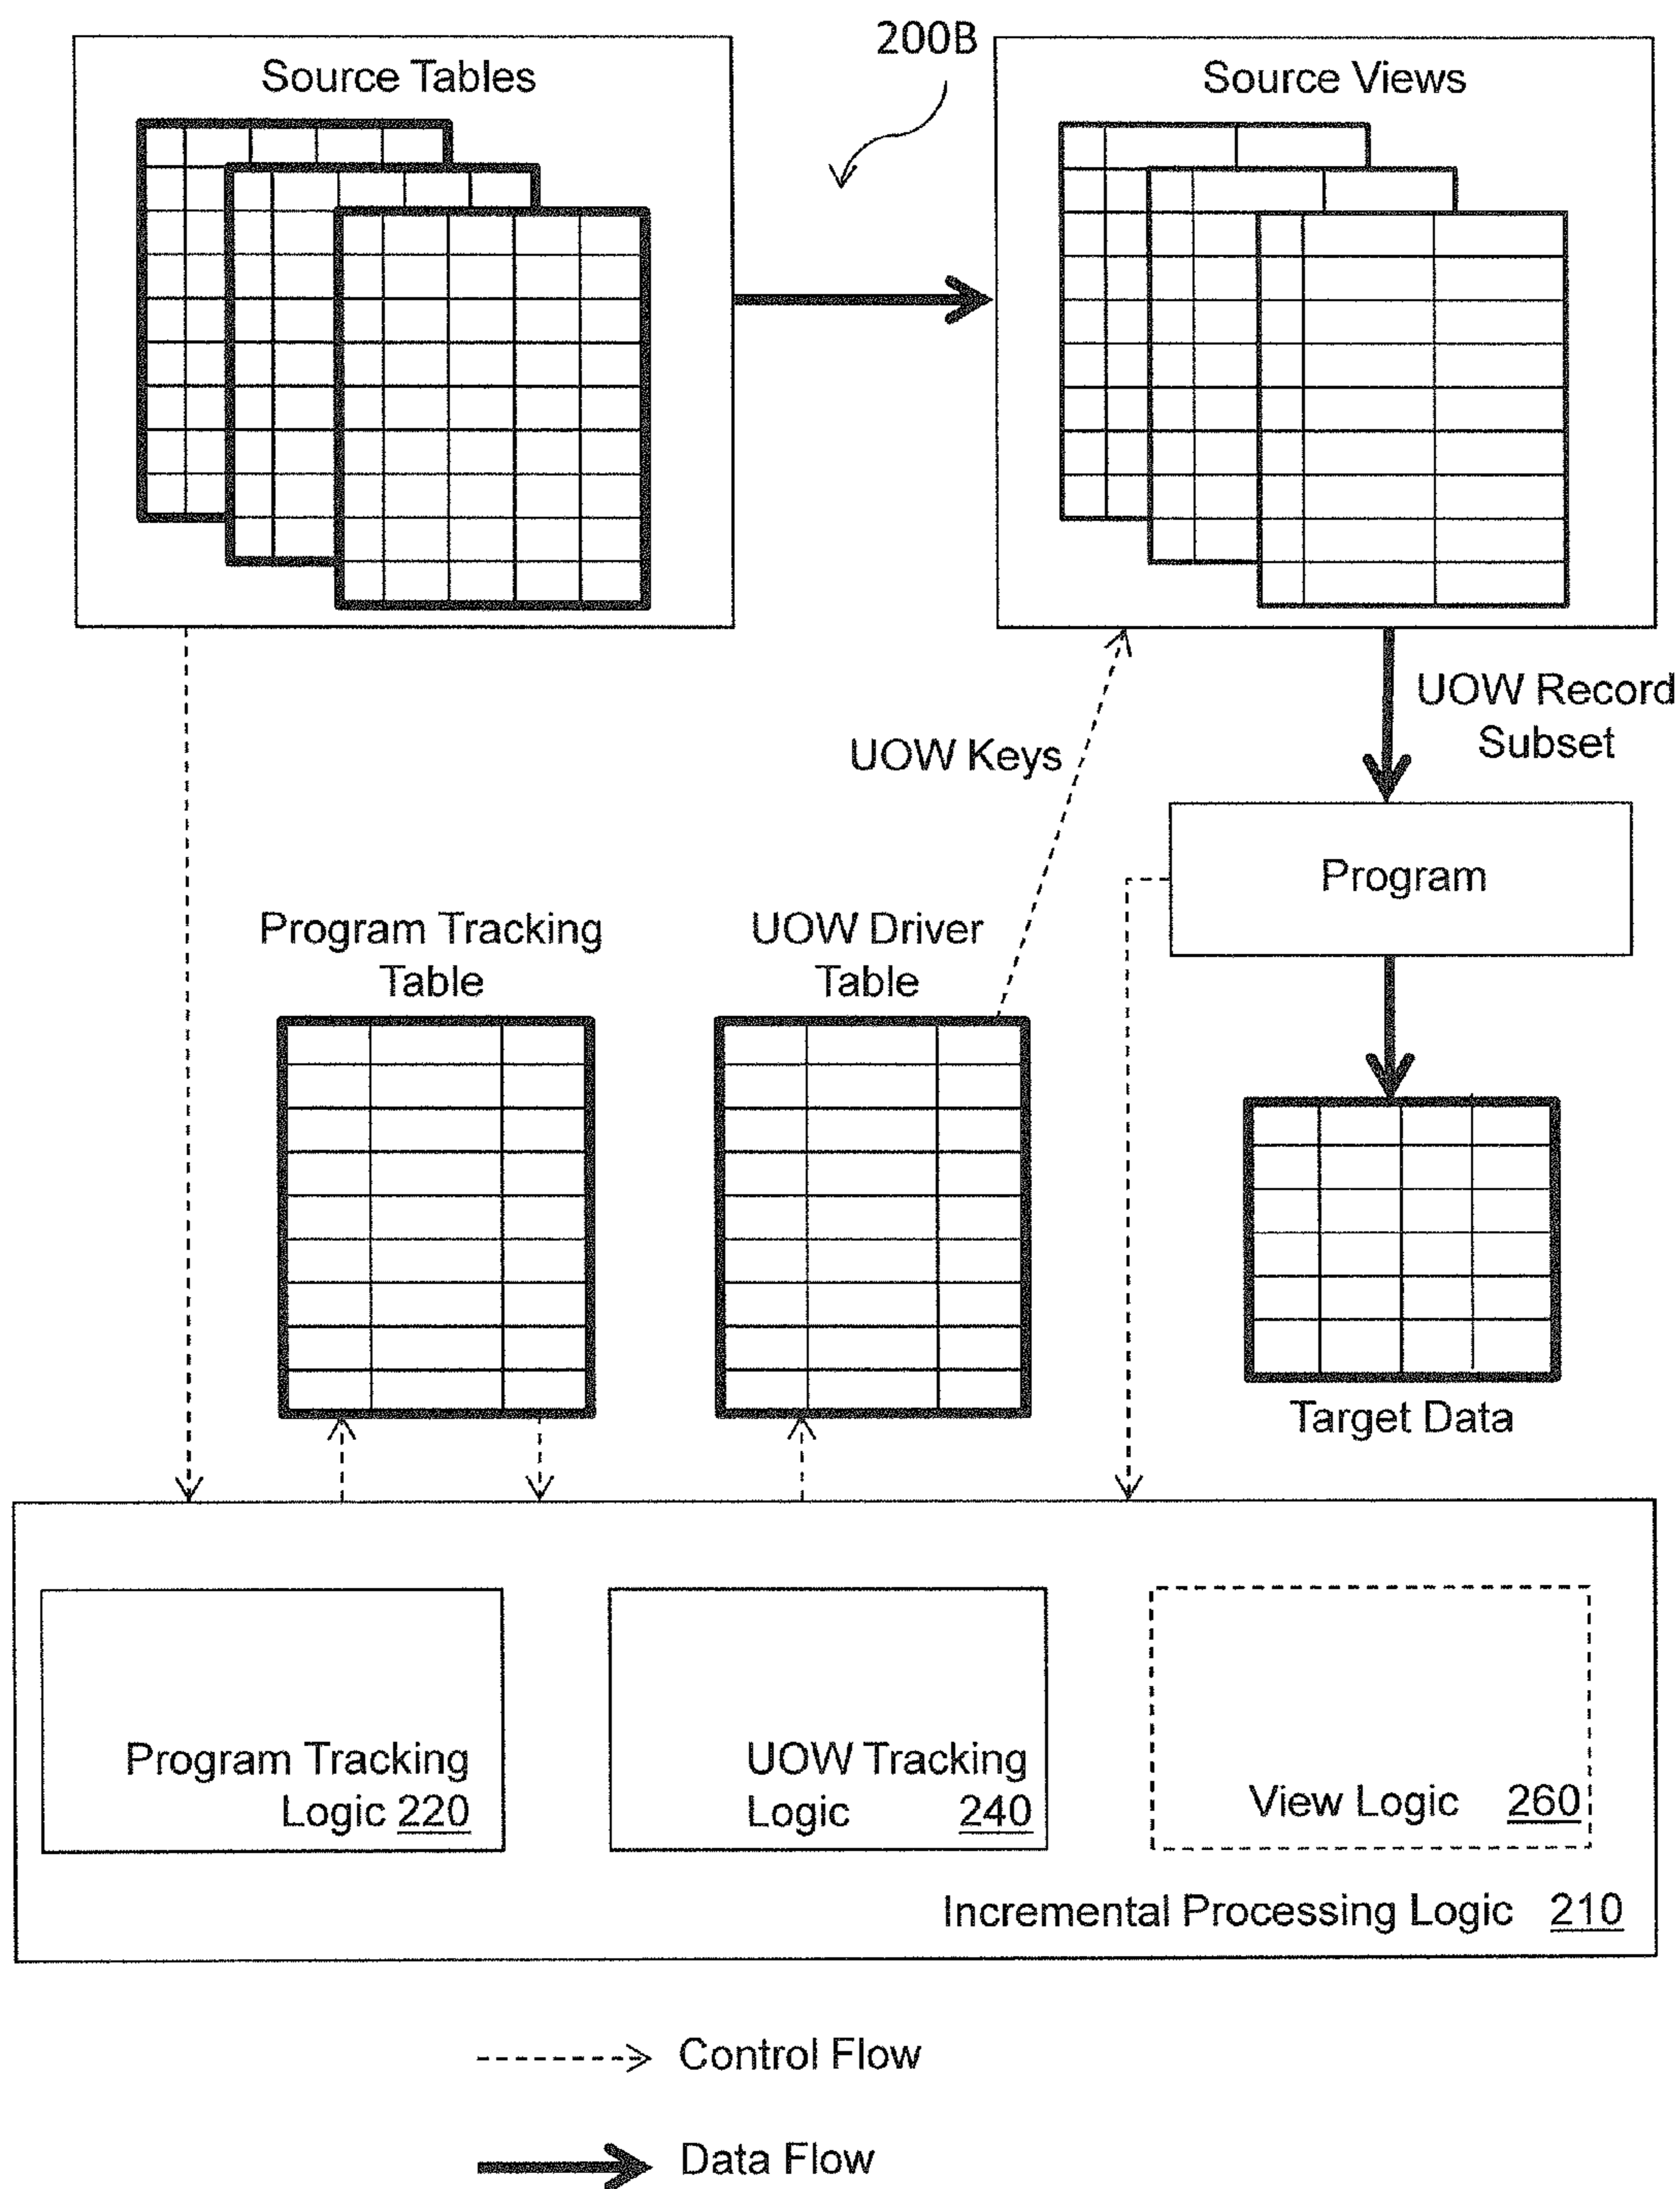 200B
Source Tables
Source Views
UOW Record
Subset
UOW Keys
Program
Program Tracking
Table
UOW Driver
Table
Target Data
Program Tracking
Logic 220
UOW Tracking
Logic 240
View Logic 260
Incremental Processing Logic 210
Control Flow
Data Flow